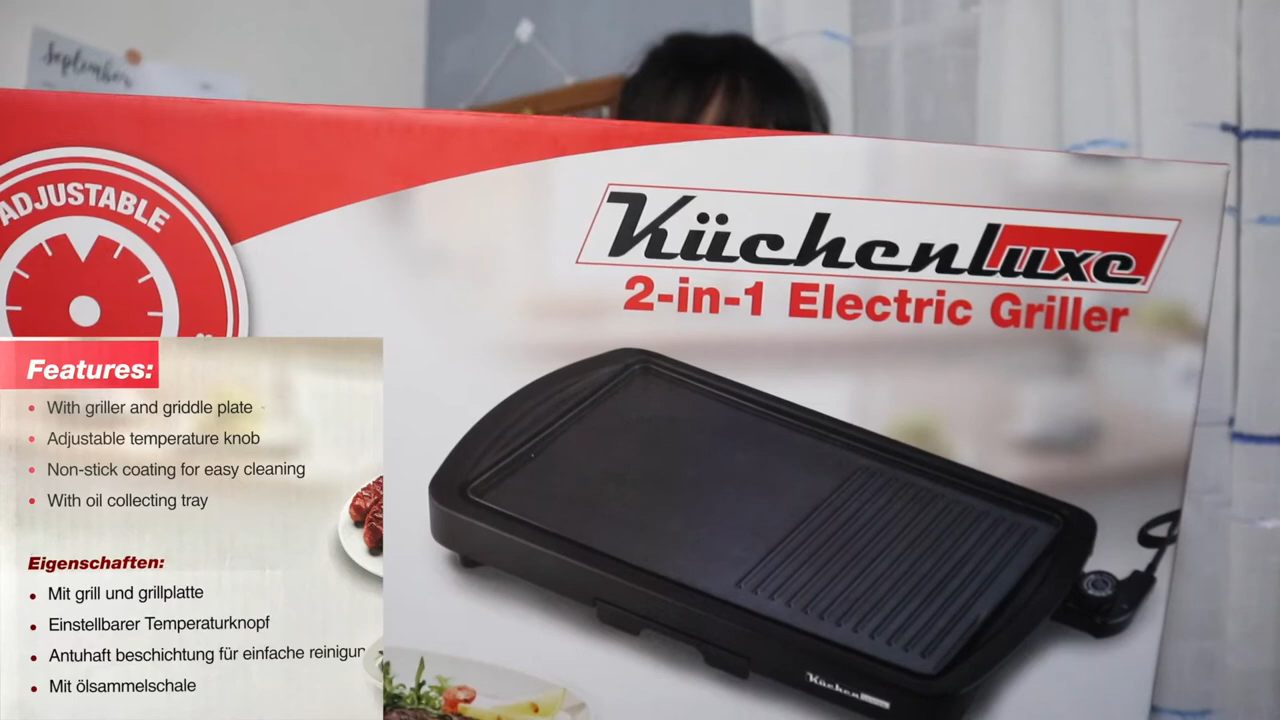 September
ADJUSTABLE
Küchenluxe
2-in-1 Electric Griller
Features:
• With griller and griddle plate
• Adjustable temperature knob
• Non-stick coating for easy cleaning
• With oil collecting tray
Eigenschaften:
• Mit grill und grillplatte
• Einstellbarer Temperaturknopf
• Antuhaft beschichtung für einfache reinigun
• Mit ölsammelschale
Küchenluxe